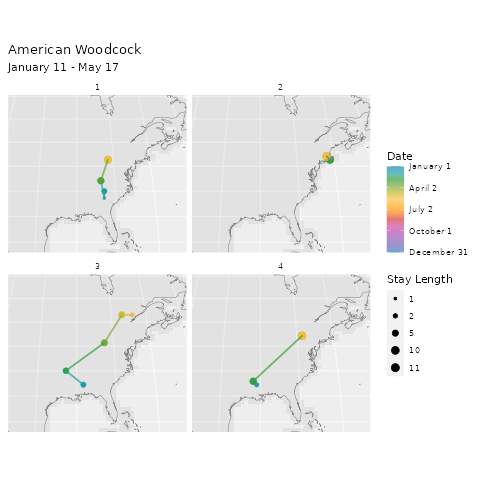 American Woodcock
January 11 - May 17
1
2
3
4
Date
January 1
April 2
July 2
October 1
December 31
Stay Length
1
2
5
10
11